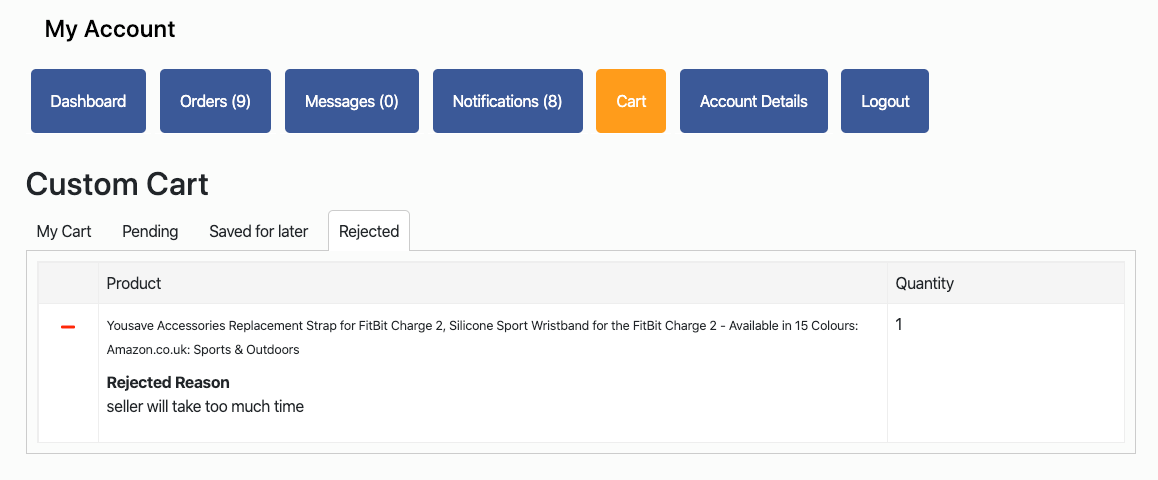 My Account
Dashboard
Orders (9)
Messages (0)
Notifications (8)
Cart
Account Details
Logout
Custom Cart
My Cart
Pending
Saved for later
Rejected
Product
Quantity
Yousave Accessories Replacement Strap for FitBit Charge 2, Silicone Sport Wristband for the FitBit Charge 2 - Available in 15 Colours:
Amazon.co.uk: Sports & Outdoors
1
Rejected Reason
seller will take too much time